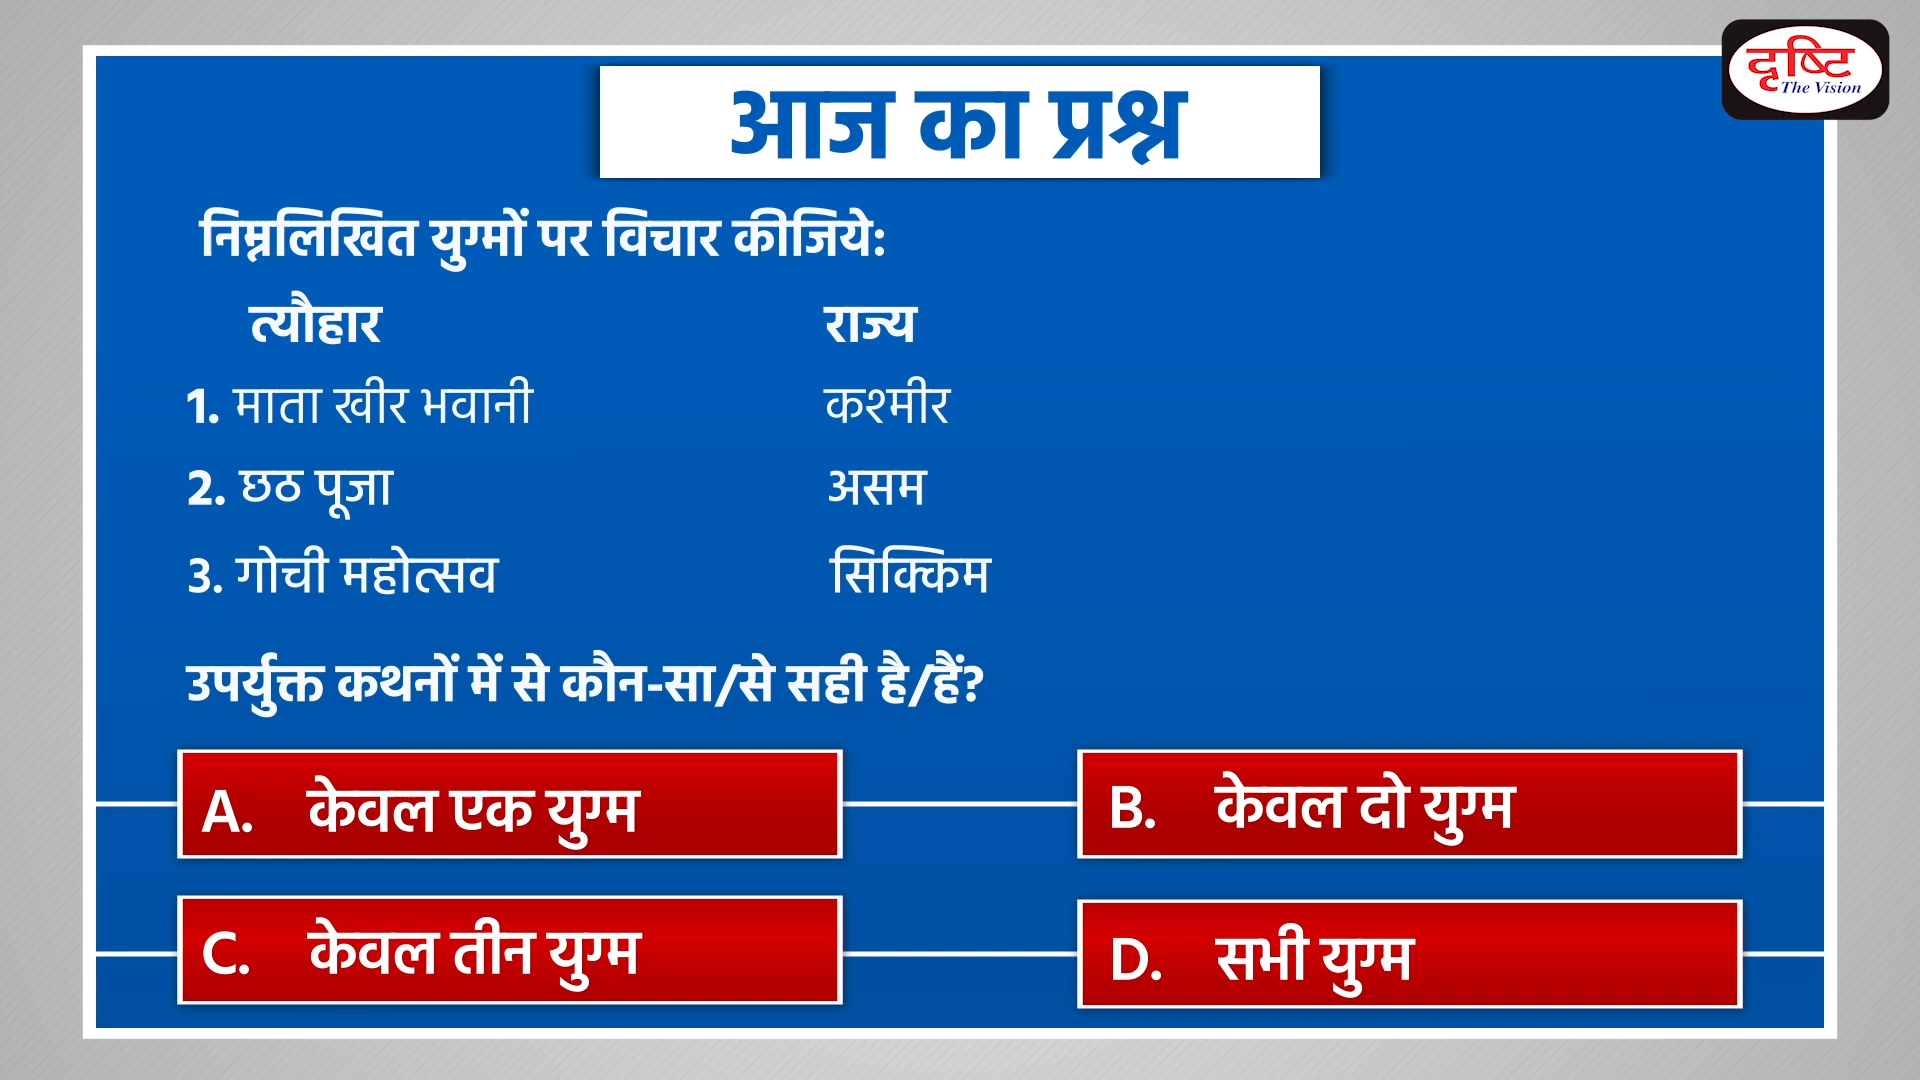 दृष्टि
The Vision
आज का प्रश्न
निम्नलिखित युग्मों पर विचार कीजिये:
त्यौहार राज्य
1. माता खीर भवानी कश्मीर
2. छठ पूजा असम
3. गोची महोत्सव सिक्किम
उपर्युक्त कथनों में से कौन-सा/से सही है/हैं?
A. केवल एक युग्म
B. केवल दो युग्म
C. केवल तीन युग्म
D. सभी युग्म